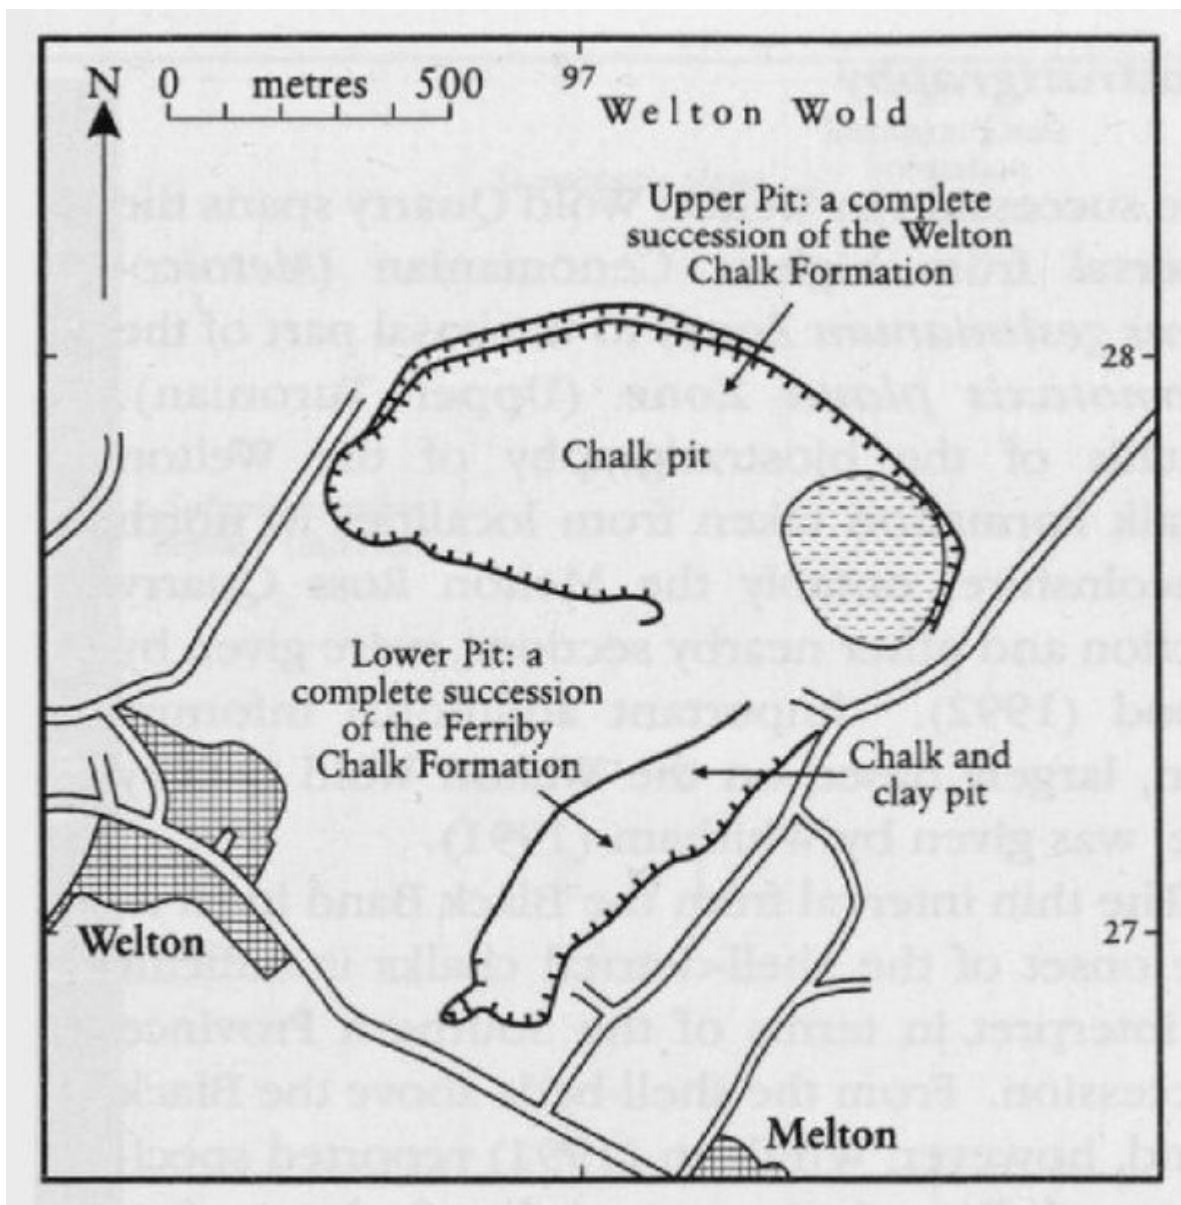 N 0 metres 500
97
Welton Wold
Upper Pit: a complete
succession of the Welton
Chalk Formation
28
Chalk pit
Lower Pit: a
complete succession
of the Ferriby
Chalk Formation
Chalk and
clay pit
Welton
27
Melton